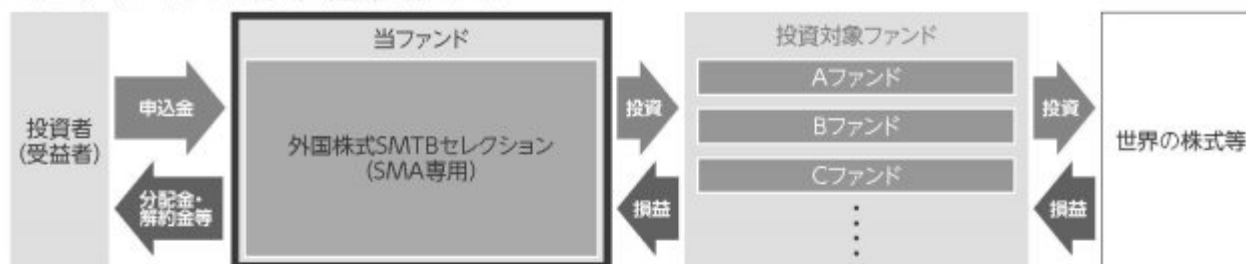 投資者
(受益者)
申込金
分配金・
解約金等
当ファンド
外国株式SMTBセレクション
(SMA専用)
投資
損益
投資対象ファンド
Aファンド
Bファンド
Cファンド
投資
損益
世界の株式等